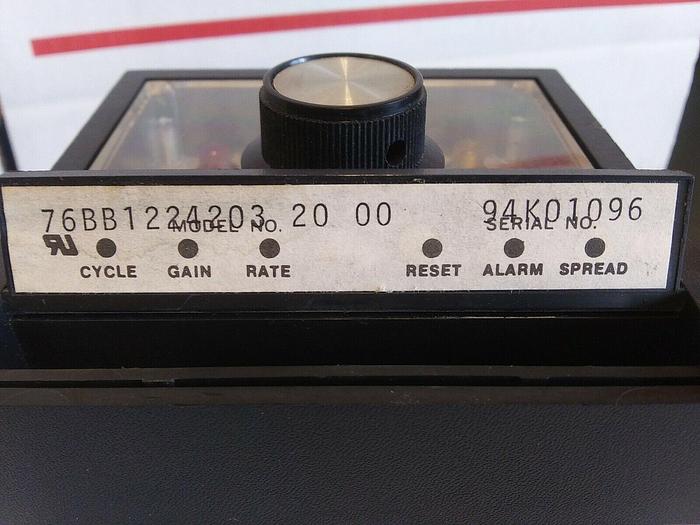 76BB1224203 20 00 94K01096
MODEL NO. SERIAL NO.
CYCLE GAIN RATE RESET ALARM SPREAD